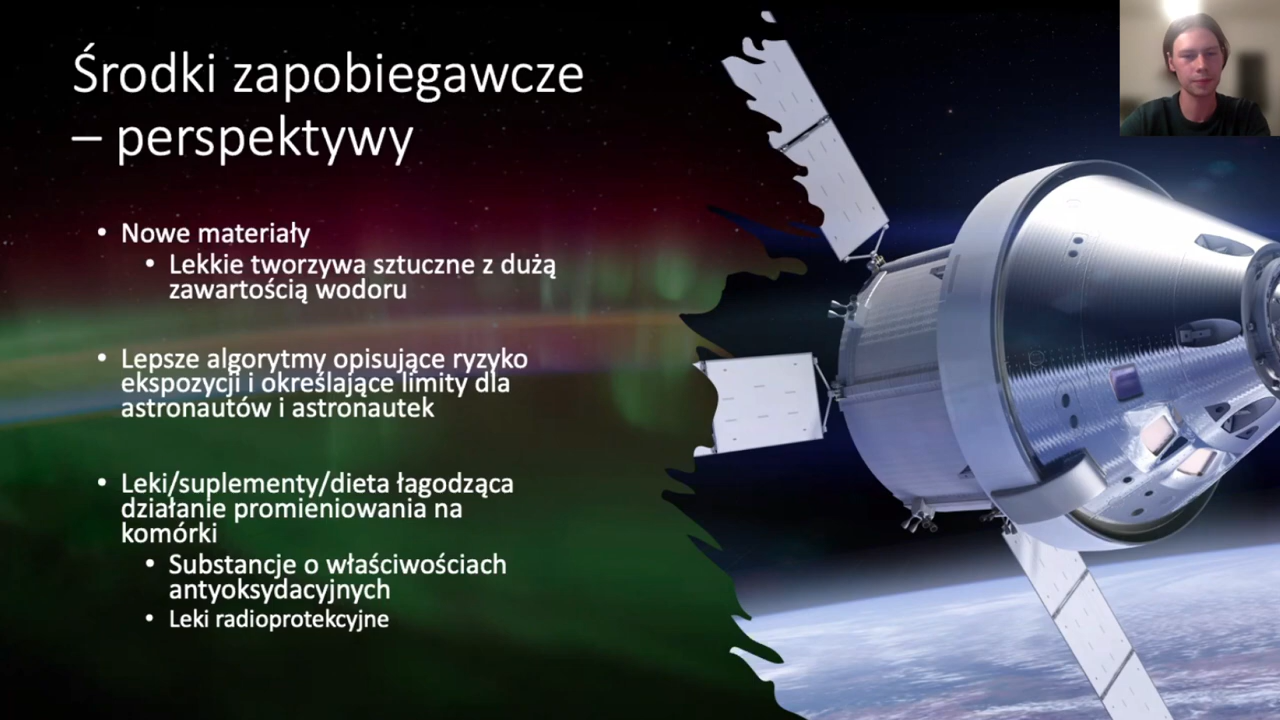 Środki zapobiegawcze
– perspektywy
• Nowe materiały
• Lekkie tworzywa sztuczne z dużą
zawartością wodoru
• Lepsze algorytmy opisujące ryzyko
ekspozycji i określające limity dla
astronautów i astronautek
• Leki/suplementy/dieta łagodząca
działanie promieniowania na
komórki
• Substancje o właściwościach
antyoksydacyjnych
• Leki radioprotekcyjne